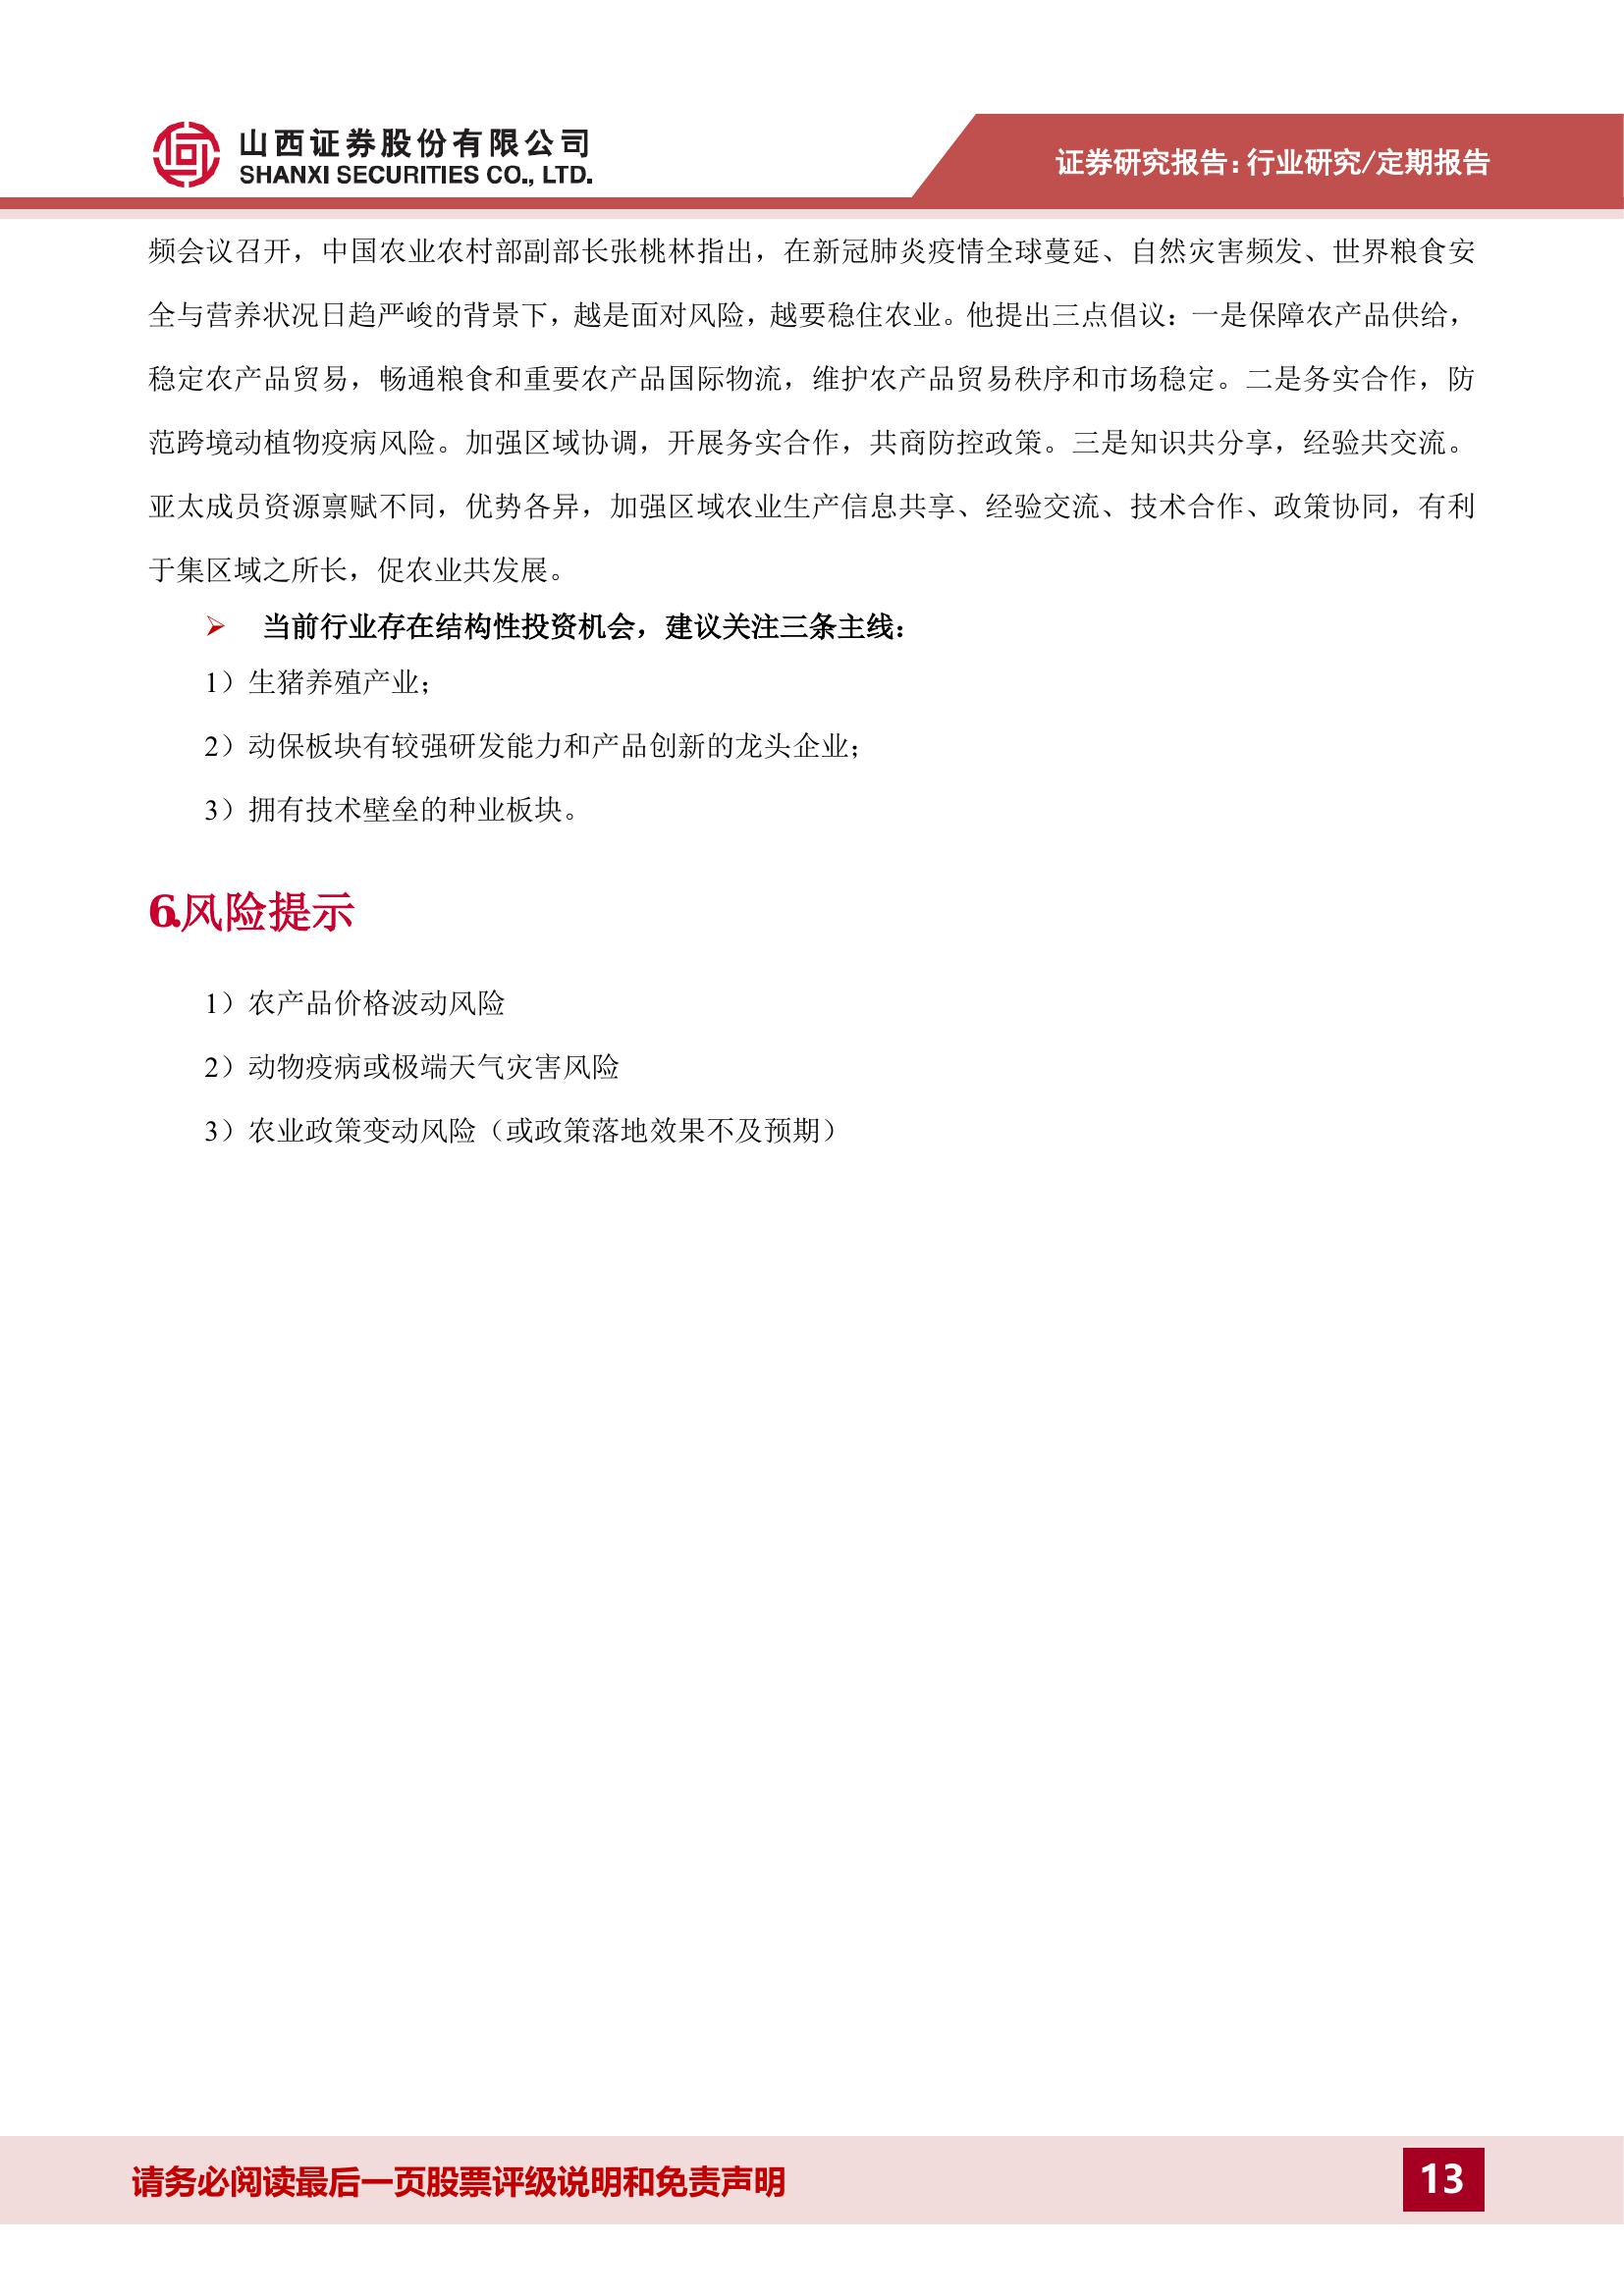 山西证券股份有限公司
SHANXI SECURITIES CO., LTD.
证券研究报告：行业研究/定期报告
频会议召开，中国农业农村部副部长张桃林指出，在新冠肺炎疫情全球蔓延、自然灾害频发、世界粮食安
全与营养状况日趋严峻的背景下，越是面对风险，越要稳住农业。他提出三点倡议：一是保障农产品供给，
稳定农产品贸易，畅通粮食和重要农产品国际物流，维护农产品贸易秩序和市场稳定。二是务实合作，防
范跨境动植物疫病风险。加强区域协调，开展务实合作，共商防控政策。三是知识共分享，经验共交流。
亚太成员资源禀赋不同，优势各异，加强区域农业生产信息共享、经验交流、技术合作、政策协同，有利
于集区域之所长，促农业共发展。
➢ 当前行业存在结构性投资机会，建议关注三条主线：
1）生猪养殖产业；
2）动保板块有较强研发能力和产品创新的龙头企业；
3）拥有技术壁垒的种业板块。
6.风险提示
1）农产品价格波动风险
2）动物疫病或极端天气灾害风险
3）农业政策变动风险（或政策落地效果不及预期）
请务必阅读最后一页股票评级说明和免责声明
13